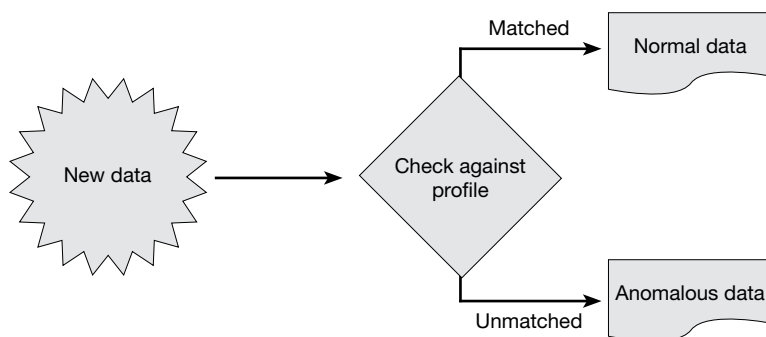 Matched
Normal data
New data
Check against
profile
Anomalous data
Unmatched